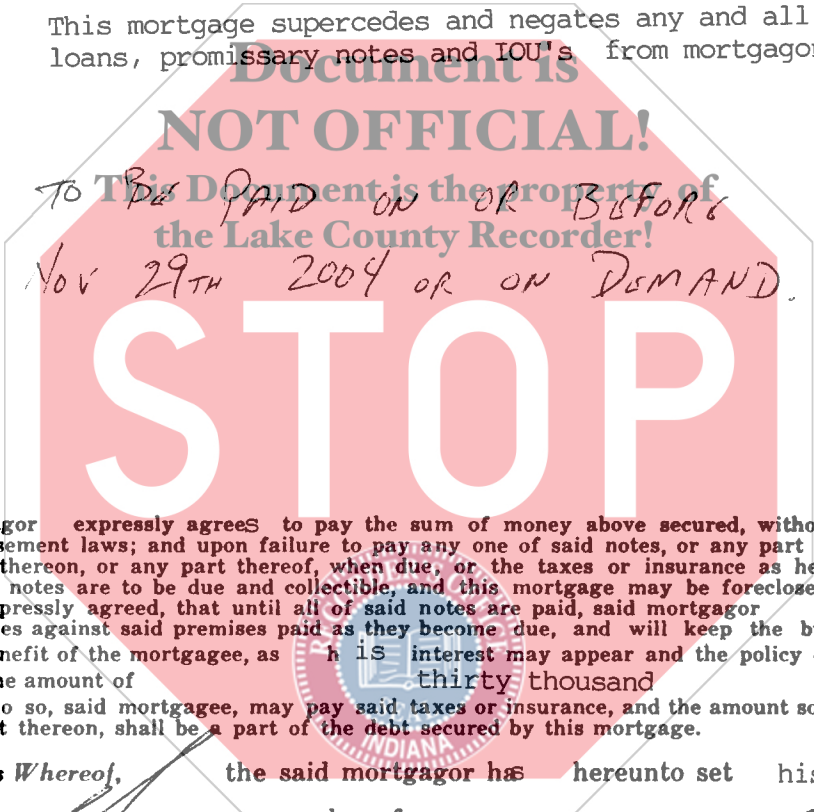 This mortgage supercedes and negates any and all
loans, promissary notes and IOU's from mortgagor
Document is
NOT OFFICIAL!
This Document is the property of
the Lake County Recorder!
TO BE PAID ON OR BEFORE
NOV 29TH 2004 OR ON DEMAND.
STOP
gor expressly agrees to pay the sum of money above secured, witho
sement laws; and upon failure to pay any one of said notes, or any part
thereon, or any part thereof, when due, or the taxes or insurance as he
notes are to be due and collectible, and this mortgage may be foreclose
pressly agreed, that until all of said notes are paid, said mortgagor
es against said premises paid as they become due, and will keep the b
nefit of the mortgagee, as h is interest may appear and the policy
e amount of thirty thousand
o so, said mortgagee, may pay said taxes or insurance, and the amount so
t thereon, shall be a part of the debt secured by this mortgage.
RECORDER'S OFFICE
INDIANA
s Whereof, the said mortgagor has hereunto set his